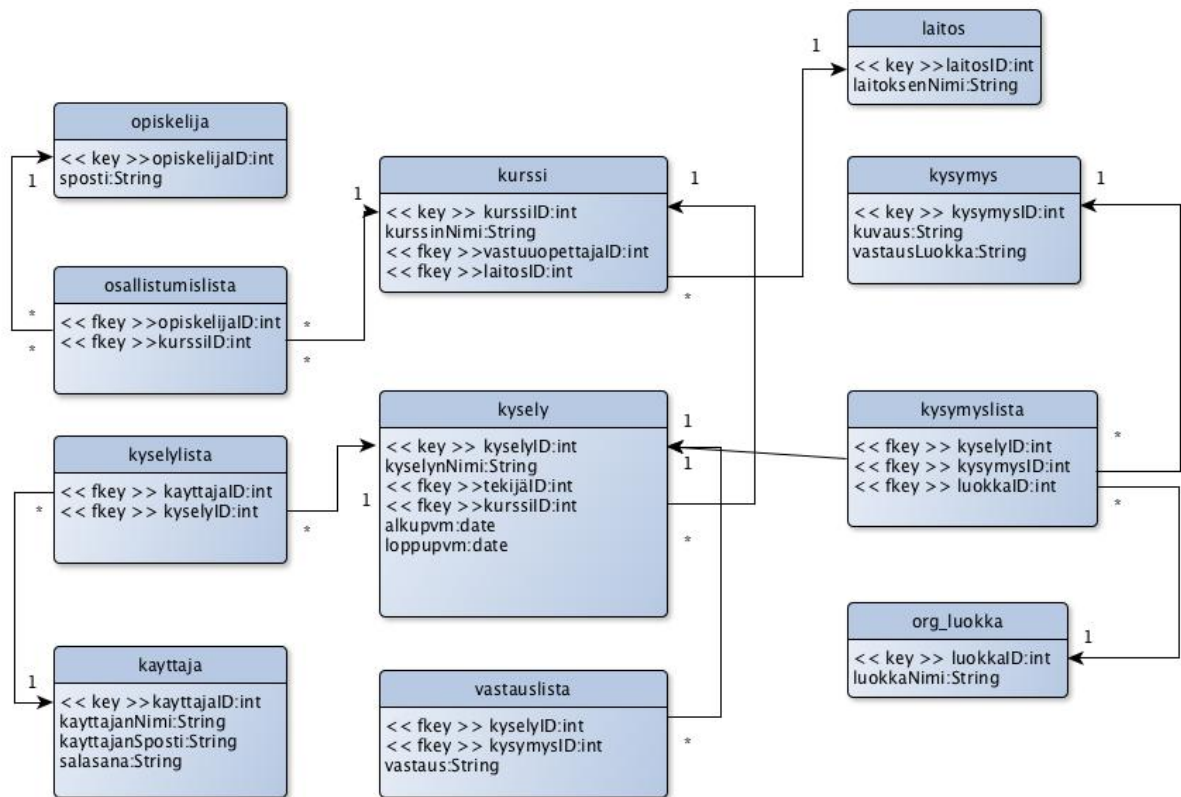 laitos
<< key >>laitosID:int
laitoksenNimi:String
1
opiskelija
<< key >>opiskelijaID:int
sposti:String
1
kurssi
<< key >> kurssiID:int
kurssinNimi:String
<< fkey >>vastuuopettajaID:int
<< fkey >>laitosID:int
1
1
*
kysymys
<< key >> kysymysID:int
kuvaus:String
vastausLuokka:String
1
osallistumislista
<< fkey >>opiskelijaID:int
<< fkey >>kurssiID:int
*
*
*
*
kyselylista
<< fkey >> kayttajaID:int
<< fkey >> kyselyID:int
*
*
kysely
<< key >> kyselyID:int
kyselynNimi:String
<< fkey >>tekijäID:int
<< fkey >>kurssiID:int
alkupvm:date
loppupvm:date
1
1
1
*
kysymyslista
<< fkey >> kyselyID:int
<< fkey >> kysymysID:int
<< fkey >> luokkaID:int
*
*
org_luokka
<< key >> luokkaID:int
luokkaNimi:String
1
kayttaja
<< key >>kayttajaID:int
kayttajanNimi:String
kayttajanSposti:String
salasana:String
1
vastauslista
<< fkey >> kyselyID:int
<< fkey >> kysymysID:int
vastaus:String
*